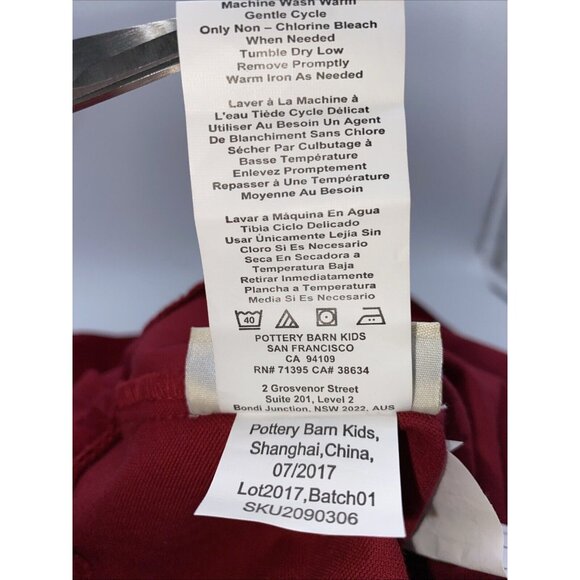 Machine Wash Warm
Gentle Cycle
Only Non – Chlorine Bleach
When Needed
Tumble Dry Low
Remove Promptly
Warm Iron As Needed
Laver à La Machine à
L'eau Tiède Cycle Délicat
Utiliser Au Besoin Un Agent
De Blanchiment Sans Chlore
Sécher Par Culbutage à
Basse Température
Enlevez Promptement
Repasser à Une Température
Moyenne Au Besoin
Lavar a Máquina En Agua
Tibia Ciclo Delicado
Usar Únicamente Lejía Sin
Cloro Si Es Necesario
Seca En Secadora a
Temperatura Baja
Retirar Inmediatamente
Plancha a Temperatura
Media Si Es Necesario
40
POTTERY BARN KIDS
SAN FRANCISCO
CA 94109
RN# 71395 CA# 38634
2 Grosvenor Street
Suite 201, Level 2
Bondi Junction, NSW 2022, AUS
Pottery Barn Kids,
Shanghai,China,
07/2017
Lot2017,Batch01
SKU2090306